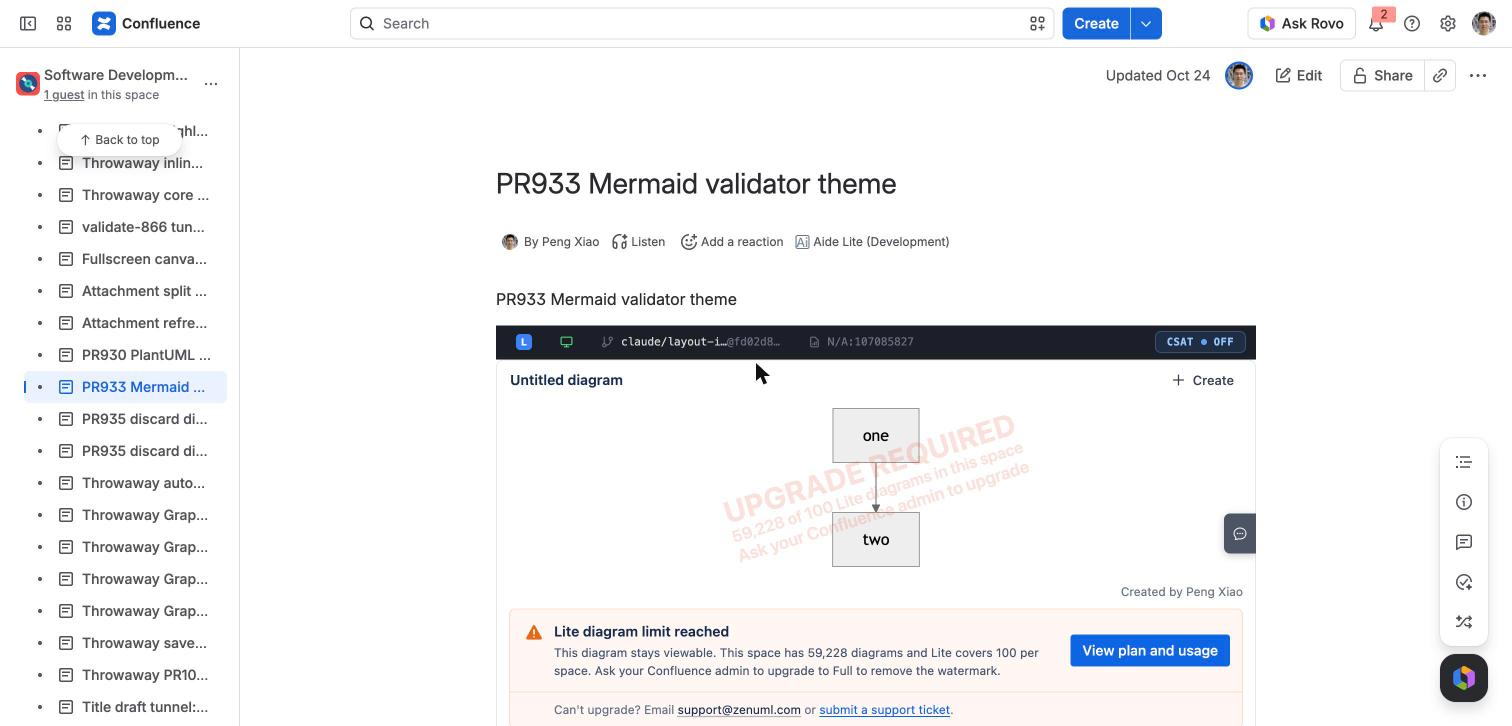 Confluence
Search
Create
Ask Rovo
2
Software Developm...
1 guest in this space
Back to top
Throwaway inlin...
Throwaway core ...
validate-866 tun...
Fullscreen canva...
Attachment split ...
Attachment refre...
PR930 PlantUML ...
PR933 Mermaid ...
PR935 discard di...
PR935 discard di...
Throwaway auto...
Throwaway Grap...
Throwaway Grap...
Throwaway Grap...
Throwaway Grap...
Throwaway save...
Throwaway PR10...
Title draft tunnel:...
Updated Oct 24
Edit
Share
PR933 Mermaid validator theme
By Peng Xiao
Listen
Add a reaction
Aide Lite (Development)
PR933 Mermaid validator theme
L
claude/layout-i…@fd02d8…
N/A:107085827
CSAT ● OFF
Untitled diagram
Create
one
two
UPGRADE REQUIRED
59,228 of 100 Lite diagrams in this space
Ask your Confluence admin to upgrade
Created by Peng Xiao
Lite diagram limit reached
This diagram stays viewable. This space has 59,228 diagrams and Lite covers 100 per
space. Ask your Confluence admin to upgrade to Full to remove the watermark.
View plan and usage
Can't upgrade? Email support@zenuml.com or submit a support ticket.